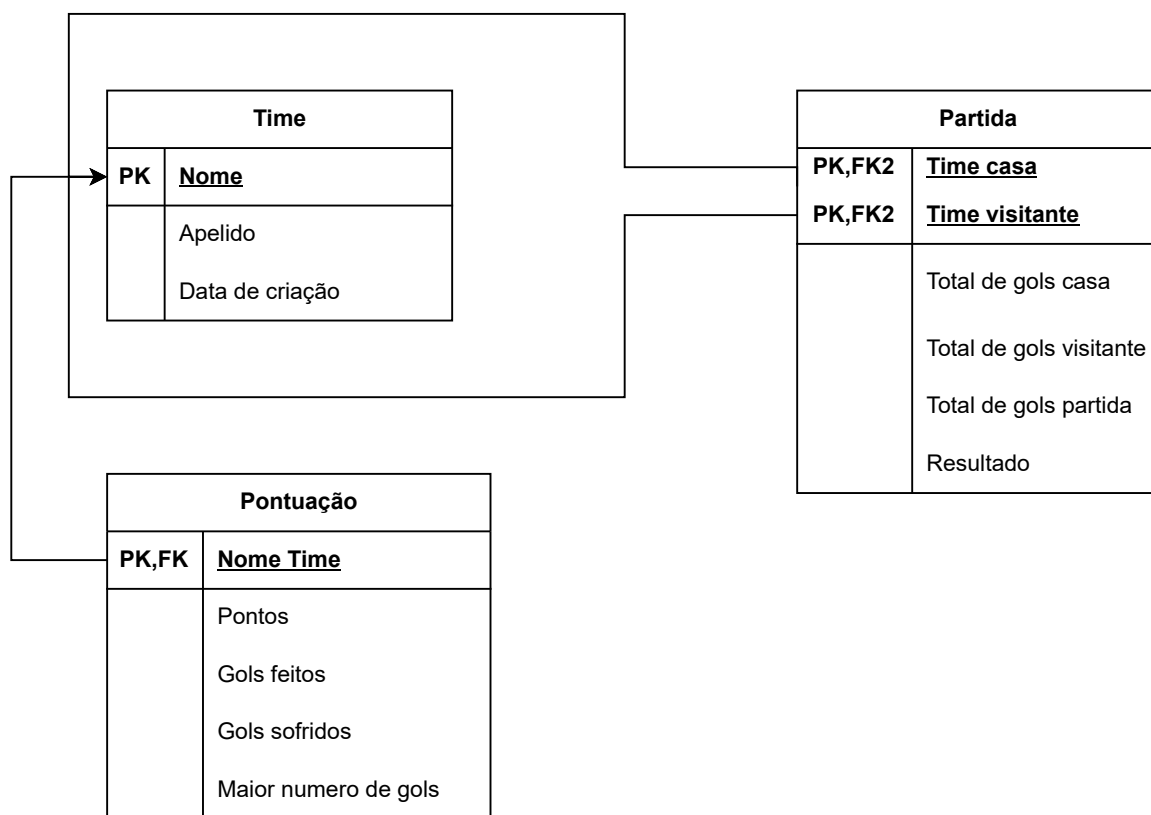 Time
PK Nome
Apelido
Data de criação
Partida
PK,FK2 Time casa
PK,FK2 Time visitante
Total de gols casa
Total de gols visitante
Total de gols partida
Resultado
Pontuação
PK,FK Nome Time
Pontos
Gols feitos
Gols sofridos
Maior numero de gols